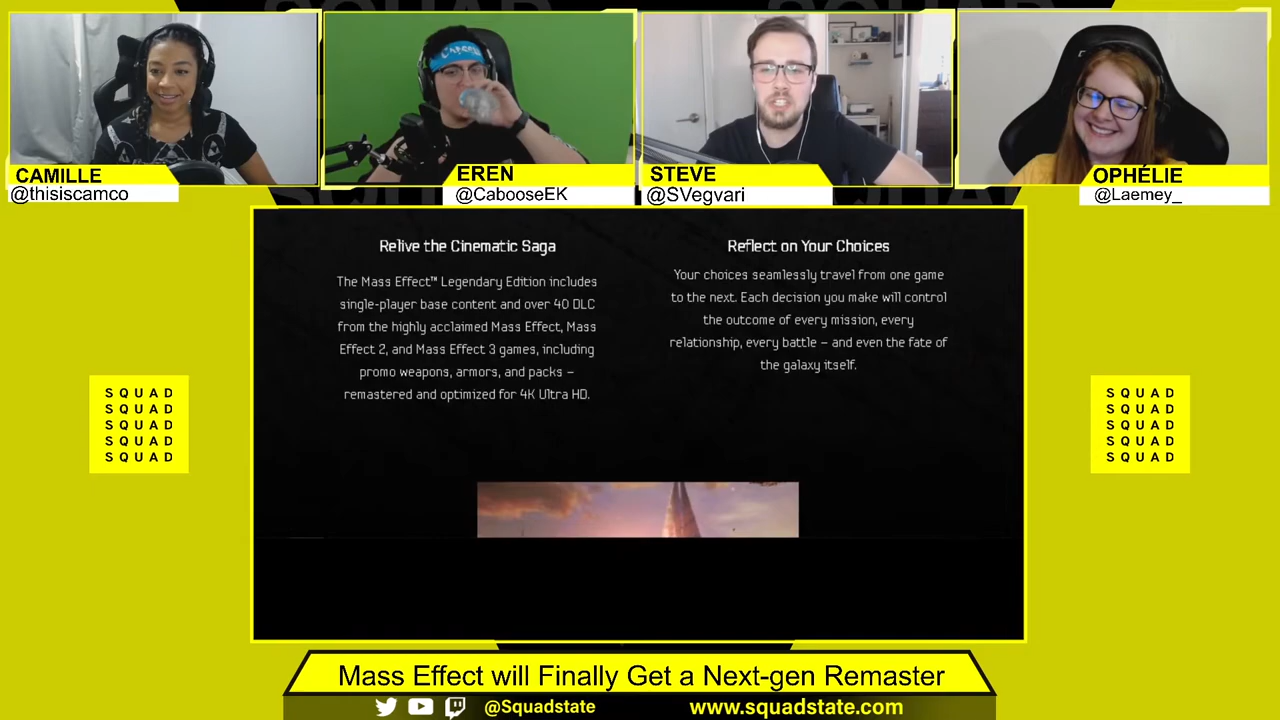 CAMILLE
@thisiscamco
EREN
@CabooseEK
STEVE
@SVegvari
OPHÉLIE
@Laemey_
Relive the Cinematic Saga
The Mass Effect™ Legendary Edition includes
single-player base content and over 40 DLC
from the highly acclaimed Mass Effect, Mass
Effect 2, and Mass Effect 3 games, including
promo weapons, armors, and packs –
remastered and optimized for 4K Ultra HD.
Reflect on Your Choices
Your choices seamlessly travel from one game
to the next. Each decision you make will control
the outcome of every mission, every
relationship, every battle – and even the fate of
the galaxy itself.
SQUAD
SQUAD
SQUAD
SQUAD
SQUAD
SQUAD
SQUAD
SQUAD
SQUAD
SQUAD
Mass Effect will Finally Get a Next-gen Remaster
@Squadstate
www.squadstate.com